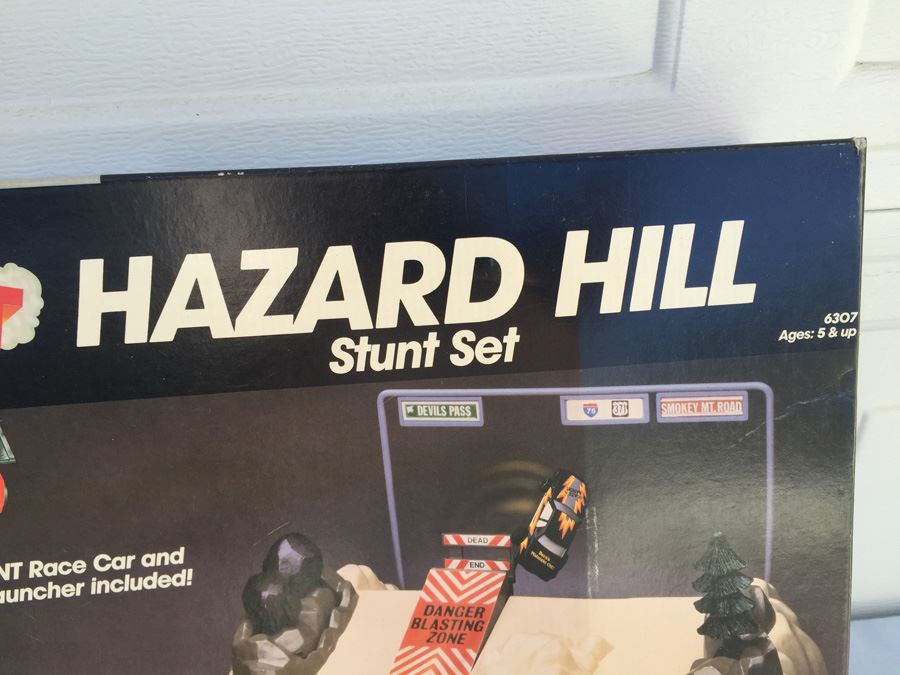 T
HAZARD HILL
Stunt Set
6307
Ages: 5 & up
DEVILS PASS
75
371
SMOKEY MT. ROAD
NT Race Car and
auncher included!
DEAD
END
DANGER
BLASTING
ZONE